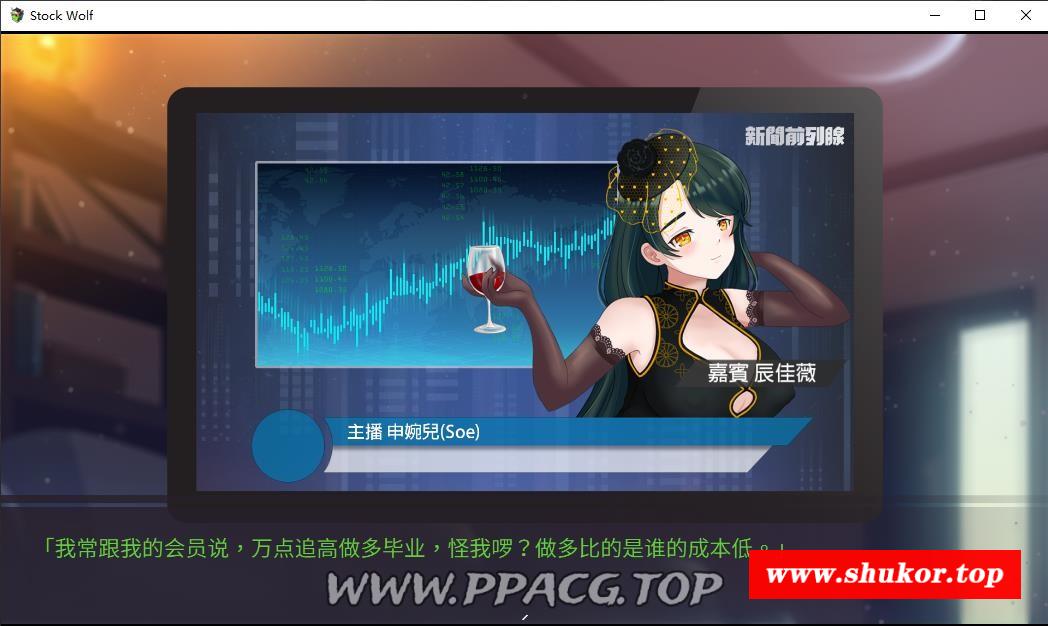 Stock Wolf
新聞前列線
嘉賓 辰佳薇
主播 申婉兒(Soe)
「我常跟我的会员说，万点追高做多毕业，怪我啰？做多比的是谁的成本低。」
WWW.PPACG.TOP
www.shukor.top